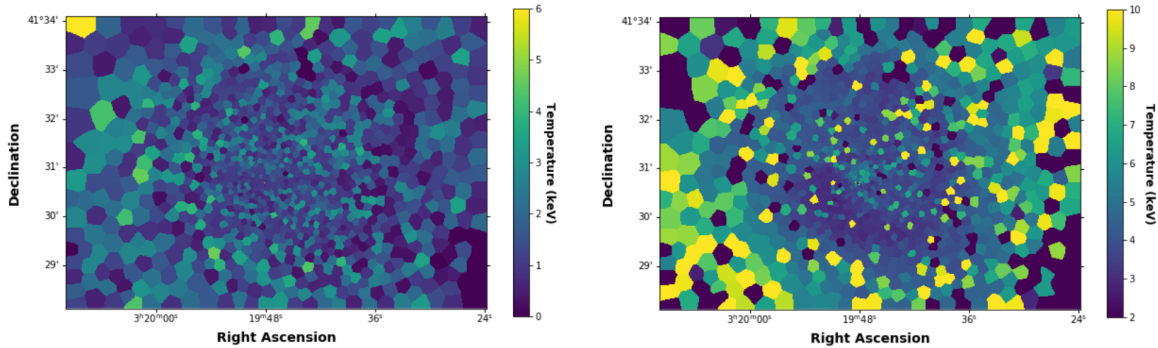 41°34'
33'
32'
31'
30'
29'
3ʰ20ᵐ00ˢ
19ᵐ48ˢ
36ˢ
24ˢ
Declination
Right Ascension
6
5
4
3
2
1
0
Temperature (keV)
41°34'
33'
32'
31'
30'
29'
3ʰ20ᵐ00ˢ
19ᵐ48ˢ
36ˢ
24ˢ
Declination
Right Ascension
10
9
8
7
6
5
4
3
2
Temperature (keV)